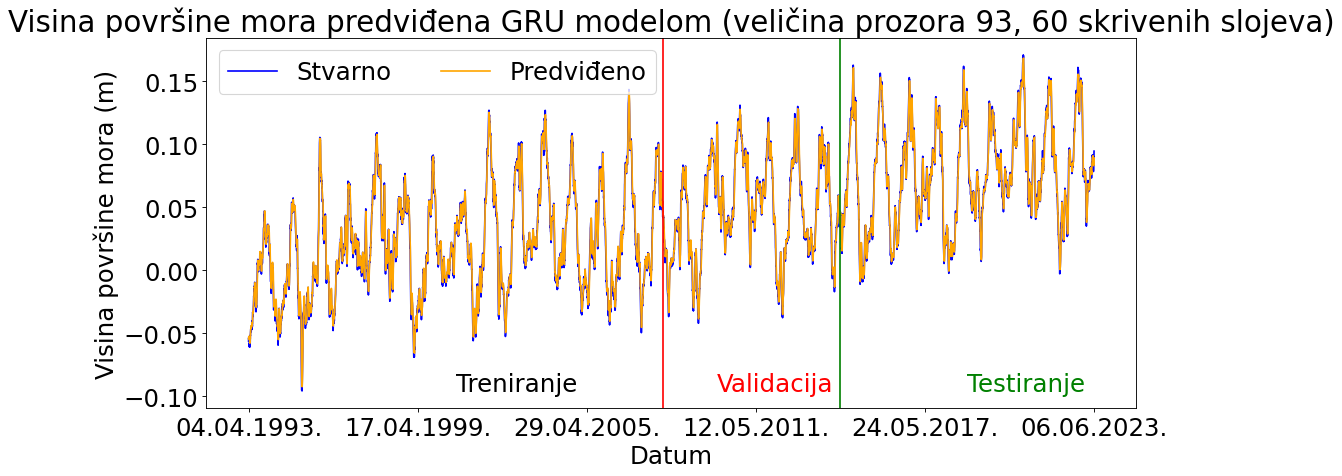 Visina površine mora predviđena GRU modelom (veličina prozora 93, 60 skrivenih slojeva)
Stvarno
Predviđeno
Visina površine mora (m)
0.15
0.10
0.05
0.00
−0.05
−0.10
Treniranje
Validacija
Testiranje
04.04.1993.
17.04.1999.
29.04.2005.
12.05.2011.
24.05.2017.
06.06.2023.
Datum